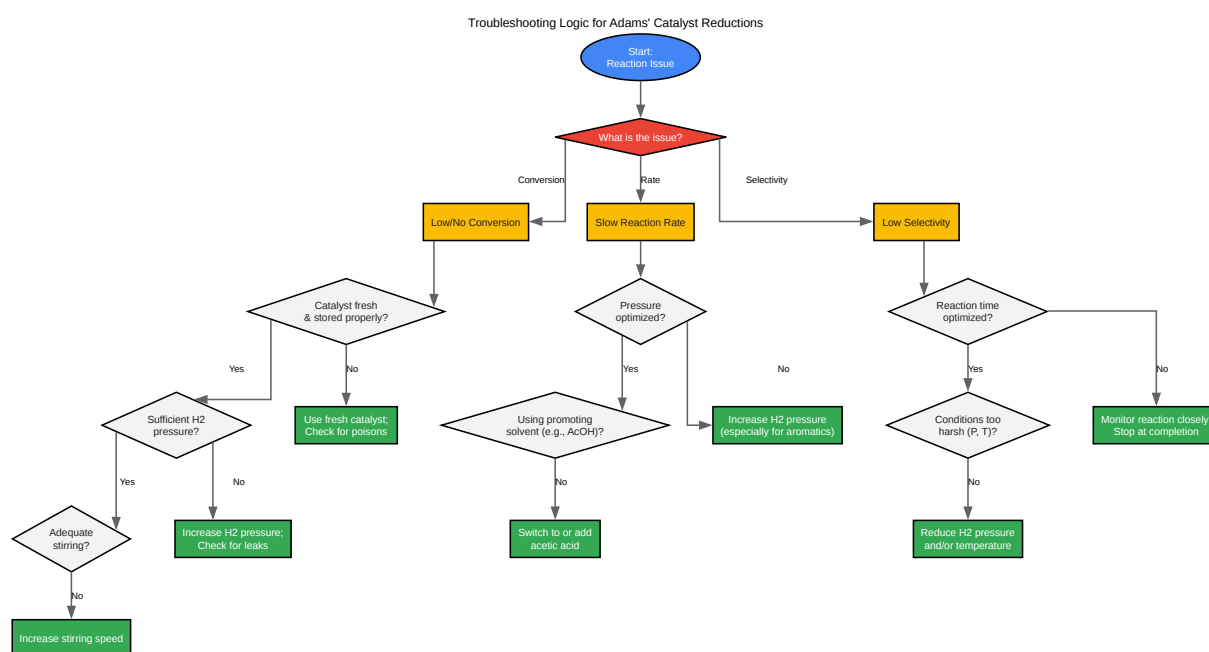 Troubleshooting Logic for Adams' Catalyst Reductions
Start:
Reaction Issue
What is the issue?
Conversion
Rate
Selectivity
Low/No Conversion
Slow Reaction Rate
Low Selectivity
Catalyst fresh
& stored properly?
Pressure
optimized?
Reaction time
optimized?
Yes
No
Yes
No
Yes
No
Sufficient H2
pressure?
Use fresh catalyst;
Check for poisons
Using promoting
solvent (e.g., AcOH)?
Increase H2 pressure
(especially for aromatics)
Conditions too
harsh (P, T)?
Monitor reaction closely
Stop at completion
Yes
No
No
No
Adequate
stirring?
Increase H2 pressure;
Check for leaks
Switch to or add
acetic acid
Reduce H2 pressure
and/or temperature
No
Increase stirring speed